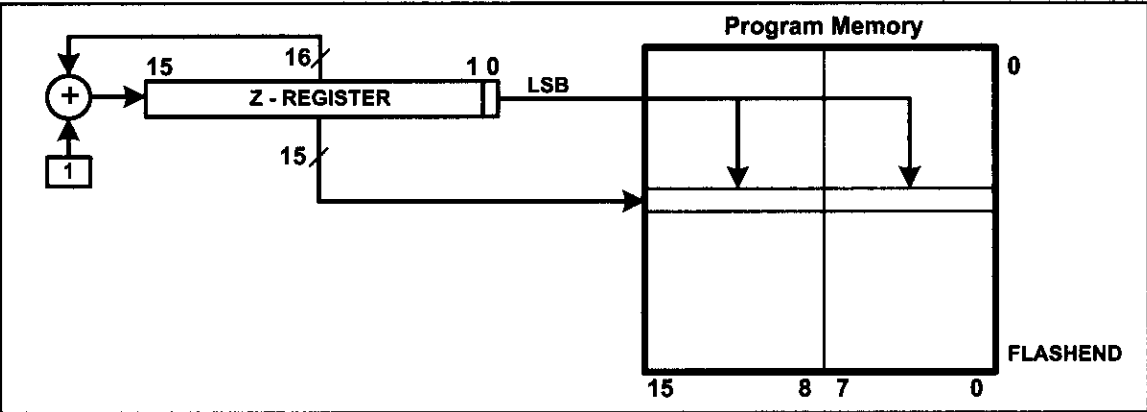 Program Memory
16
15 1 0
0
Z - REGISTER
LSB
+
1
15
FLASHEND
15 8 7 0